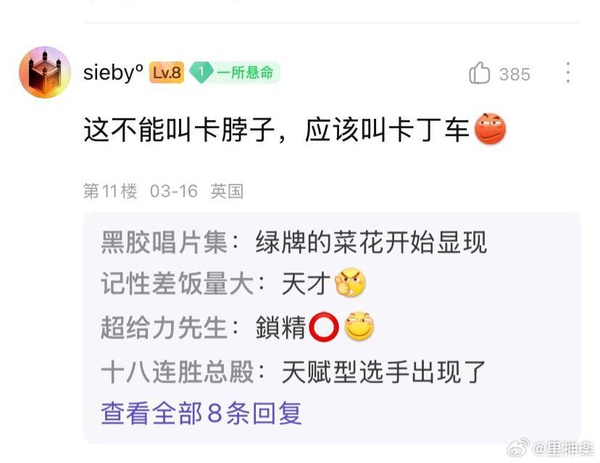 siebyº Lv.8 1 一所悬命 385
这不能叫卡脖子，应该叫卡丁车
第11楼 03-16 英国
黑胶唱片集：绿牌的菜花开始显现
记性差饭量大：天才
超给力先生：鎖精⭕
十八连胜总殿：天赋型选手出现了
查看全部8条回复
@里神楽